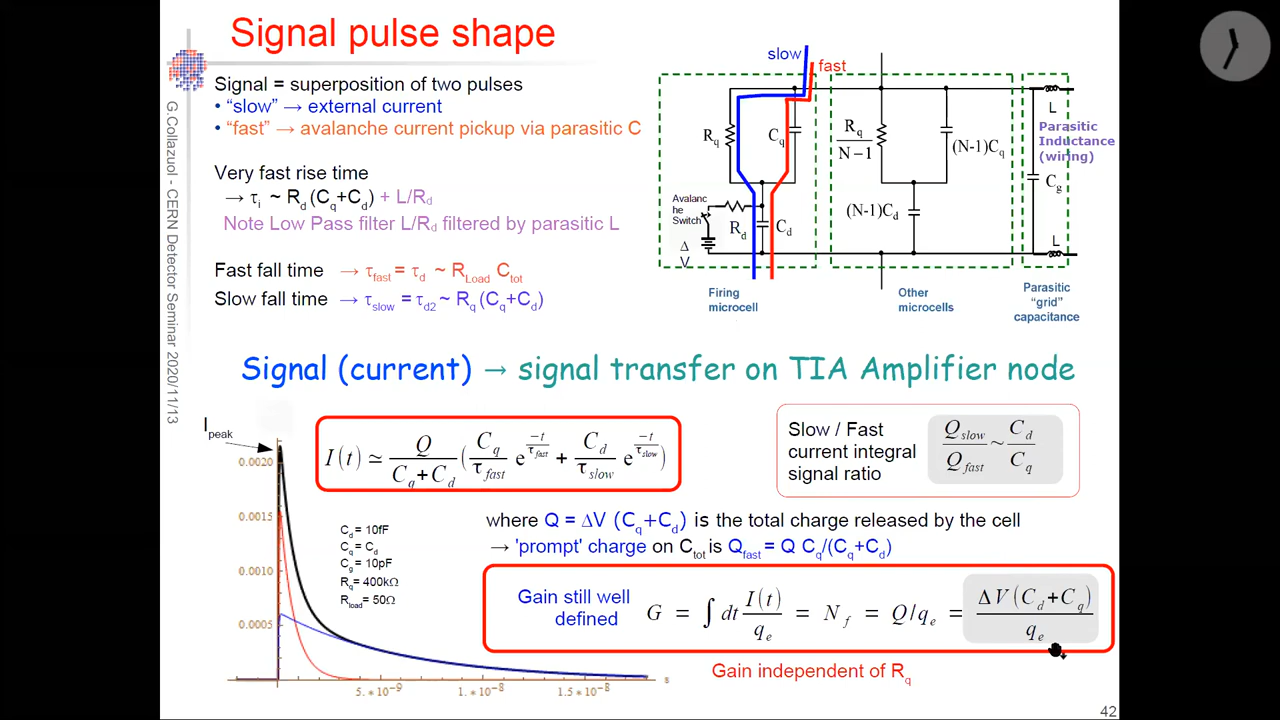 Signal pulse shape
Signal = superposition of two pulses
• “slow” → external current
• “fast” → avalanche current pickup via parasitic C
Very fast rise time
→ τi ~ Rd(Cq+Cd) + L/Rd
Note Low Pass filter L/Rd filtered by parasitic L
Fast fall time → τfast = τd ~ RLoad Ctot
Slow fall time → τslow = τd2 ~ Rq(Cq+Cd)
G.Collazuol - CERN Detector Seminar 2020/11/13
slow
fast
Rq
Cq
Avalanc
he
Switch
Rd
Cd
Δ
V
Rq
N−1
(N-1)Cq
(N-1)Cd
L
Parasitic
Inductance
(wiring)
Cg
L
Firing
microcell
Other
microcells
Parasitic
“grid”
capacitance
Signal (current) → signal transfer on TIA Amplifier node
Ipeak
0.0020
0.0015
0.0010
0.0005
5.*10⁻⁹
1.*10⁻⁸
1.5*10⁻⁸
s
Cd= 10fF
Cq= Cd
Cg= 10pF
Rq= 400kΩ
Rload= 50Ω
I(t) ≃ Q/(Cq+Cd) (Cq/τfast e^(−t/τfast) + Cd/τslow e^(−t/τslow))
Slow / Fast
current integral
signal ratio
Qslow/Qfast ~ Cd/Cq
where Q = ΔV (Cq+Cd) is the total charge released by the cell
→ 'prompt' charge on Ctot is Qfast = Q Cq/(Cq+Cd)
Gain still well
defined
G = ∫ dt I(t)/qe = Nf = Q/qe = ΔV(Cd+Cq)/qe
Gain independent of Rq
42